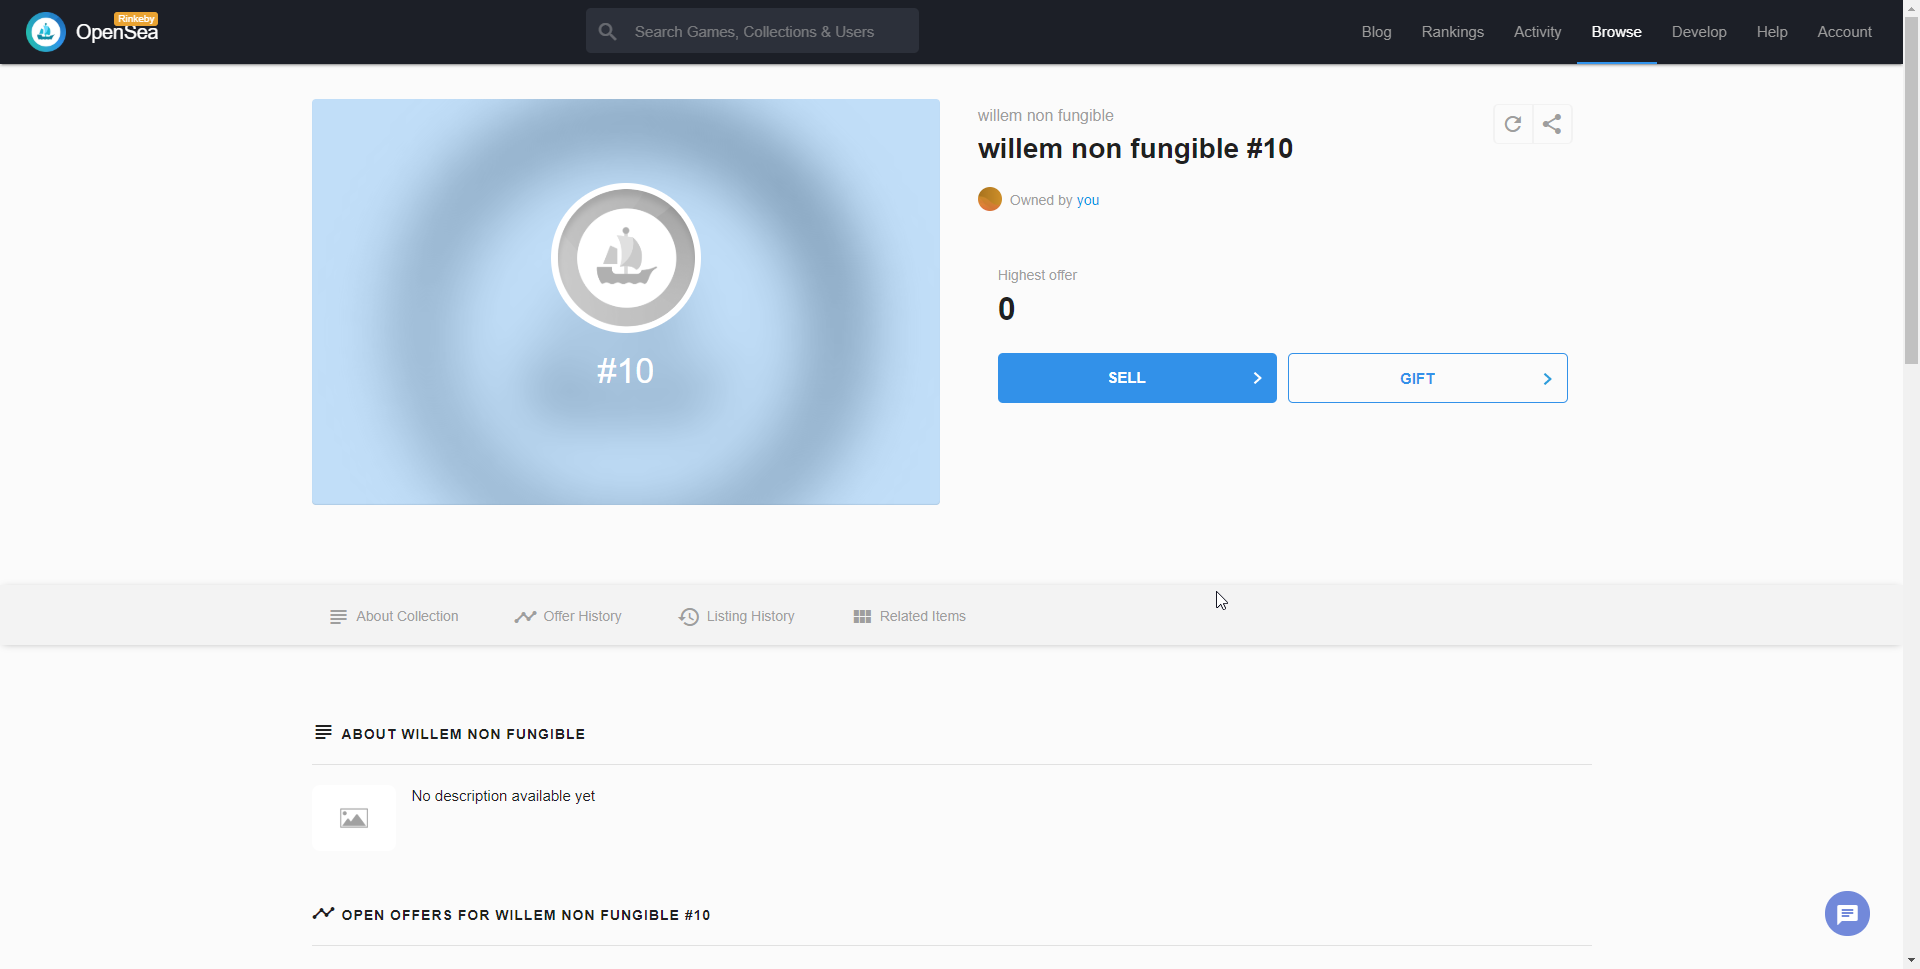 Rinkeby
OpenSea
Search Games, Collections & Users
Blog
Rankings
Activity
Browse
Develop
Help
Account
willem non fungible
willem non fungible #10
Owned by you
Highest offer
0
SELL
GIFT
#10
About Collection
Offer History
Listing History
Related Items
ABOUT WILLEM NON FUNGIBLE
No description available yet
OPEN OFFERS FOR WILLEM NON FUNGIBLE #10